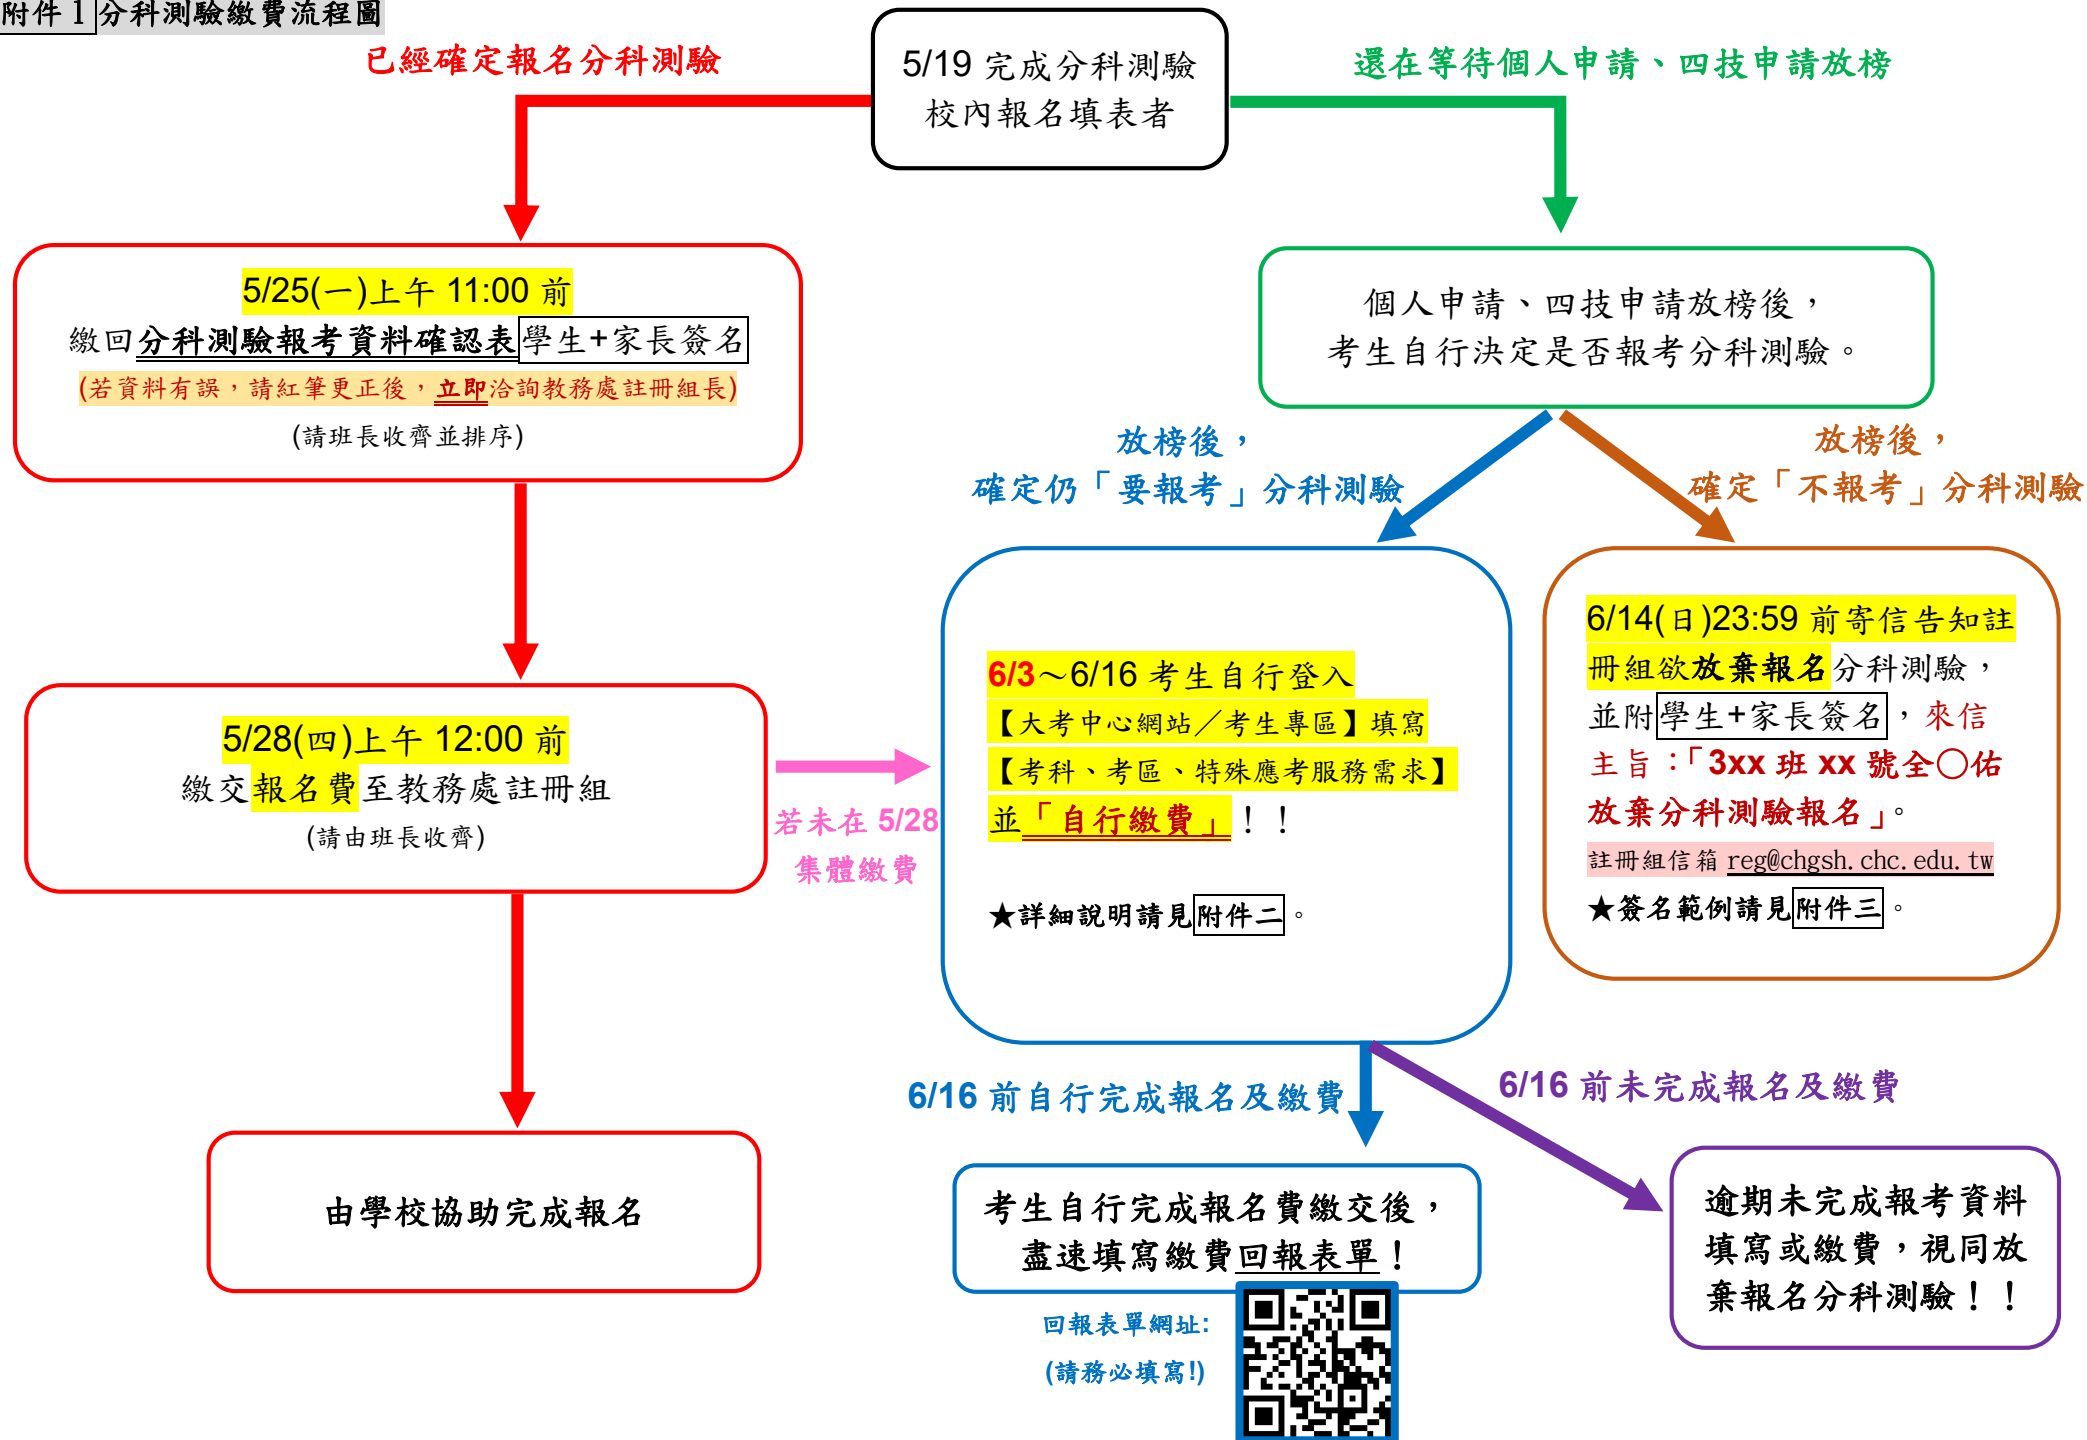 附件 1 分科測驗繳費流程圖
已經確定報名分科測驗
5/19 完成分科測驗
校內報名填表者
還在等待個人申請、四技申請放榜
5/25(一)上午 11:00 前
繳回分科測驗報考資料確認表學生+家長簽名
(若資料有誤，請紅筆更正後，立即洽詢教務處註冊組長)
(請班長收齊並排序)
個人申請、四技申請放榜後，
考生自行決定是否報考分科測驗。
放榜後，
確定仍「要報考」分科測驗
放榜後，
確定「不報考」分科測驗
5/28(四)上午 12:00 前
繳交報名費至教務處註冊組
(請由班長收齊)
若未在 5/28
集體繳費
6/3～6/16 考生自行登入
【大考中心網站／考生專區】填寫
【考科、考區、特殊應考服務需求】
並「自行繳費」！！
★詳細說明請見附件二。
6/14(日)23:59 前寄信告知註
冊組欲放棄報名分科測驗，
並附學生+家長簽名，來信
主旨：「3xx 班 xx 號全○佑
放棄分科測驗報名」。
註冊組信箱 reg@chgsh.chc.edu.tw
★簽名範例請見附件三。
6/16 前自行完成報名及繳費
6/16 前未完成報名及繳費
由學校協助完成報名
考生自行完成報名費繳交後，
盡速填寫繳費回報表單！
回報表單網址:
(請務必填寫!)
逾期未完成報考資料
填寫或繳費，視同放
棄報名分科測驗！！